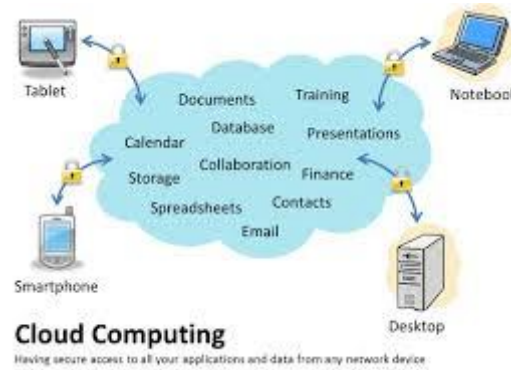 Tablet
Notebook
Documents
Training
Calendar
Database
Presentations
Storage
Collaboration
Finance
Spreadsheets
Contacts
Email
Smartphone
Desktop
Cloud Computing
Having secure access to all your applications and data from any network device